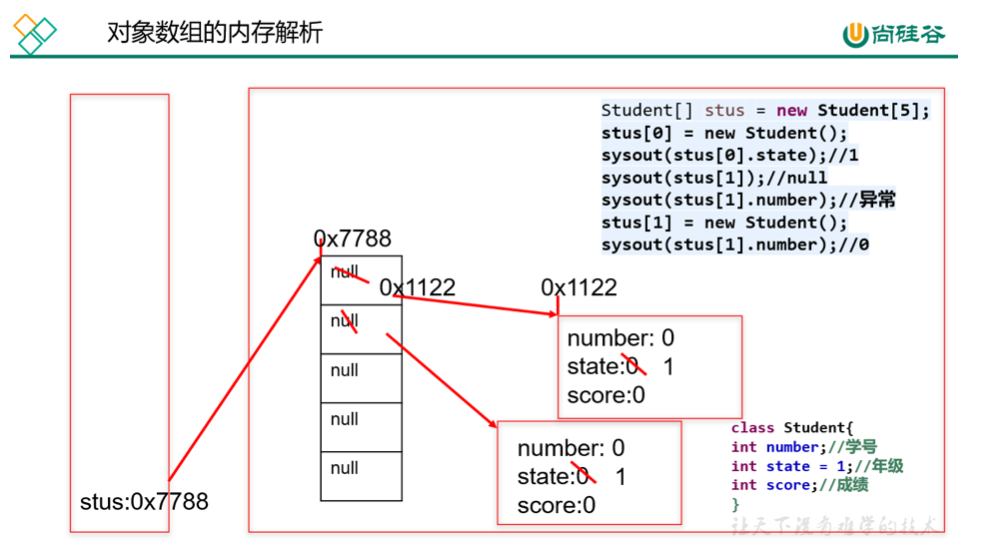 对象数组的内存解析
尚硅谷
Student[] stus = new Student[5];
stus[0] = new Student();
sysout(stus[0].state);//1
sysout(stus[1]);//null
sysout(stus[1].number);//异常
stus[1] = new Student();
sysout(stus[1].number);//0
0x7788
null
0x1122
0x1122
null
null
null
null
number: 0
state:0 1
score:0
number: 0
state:0 1
score:0
class Student{
int number;//学号
int state = 1;//年级
int score;//成绩
}
stus:0x7788
让天下没有难学的技术